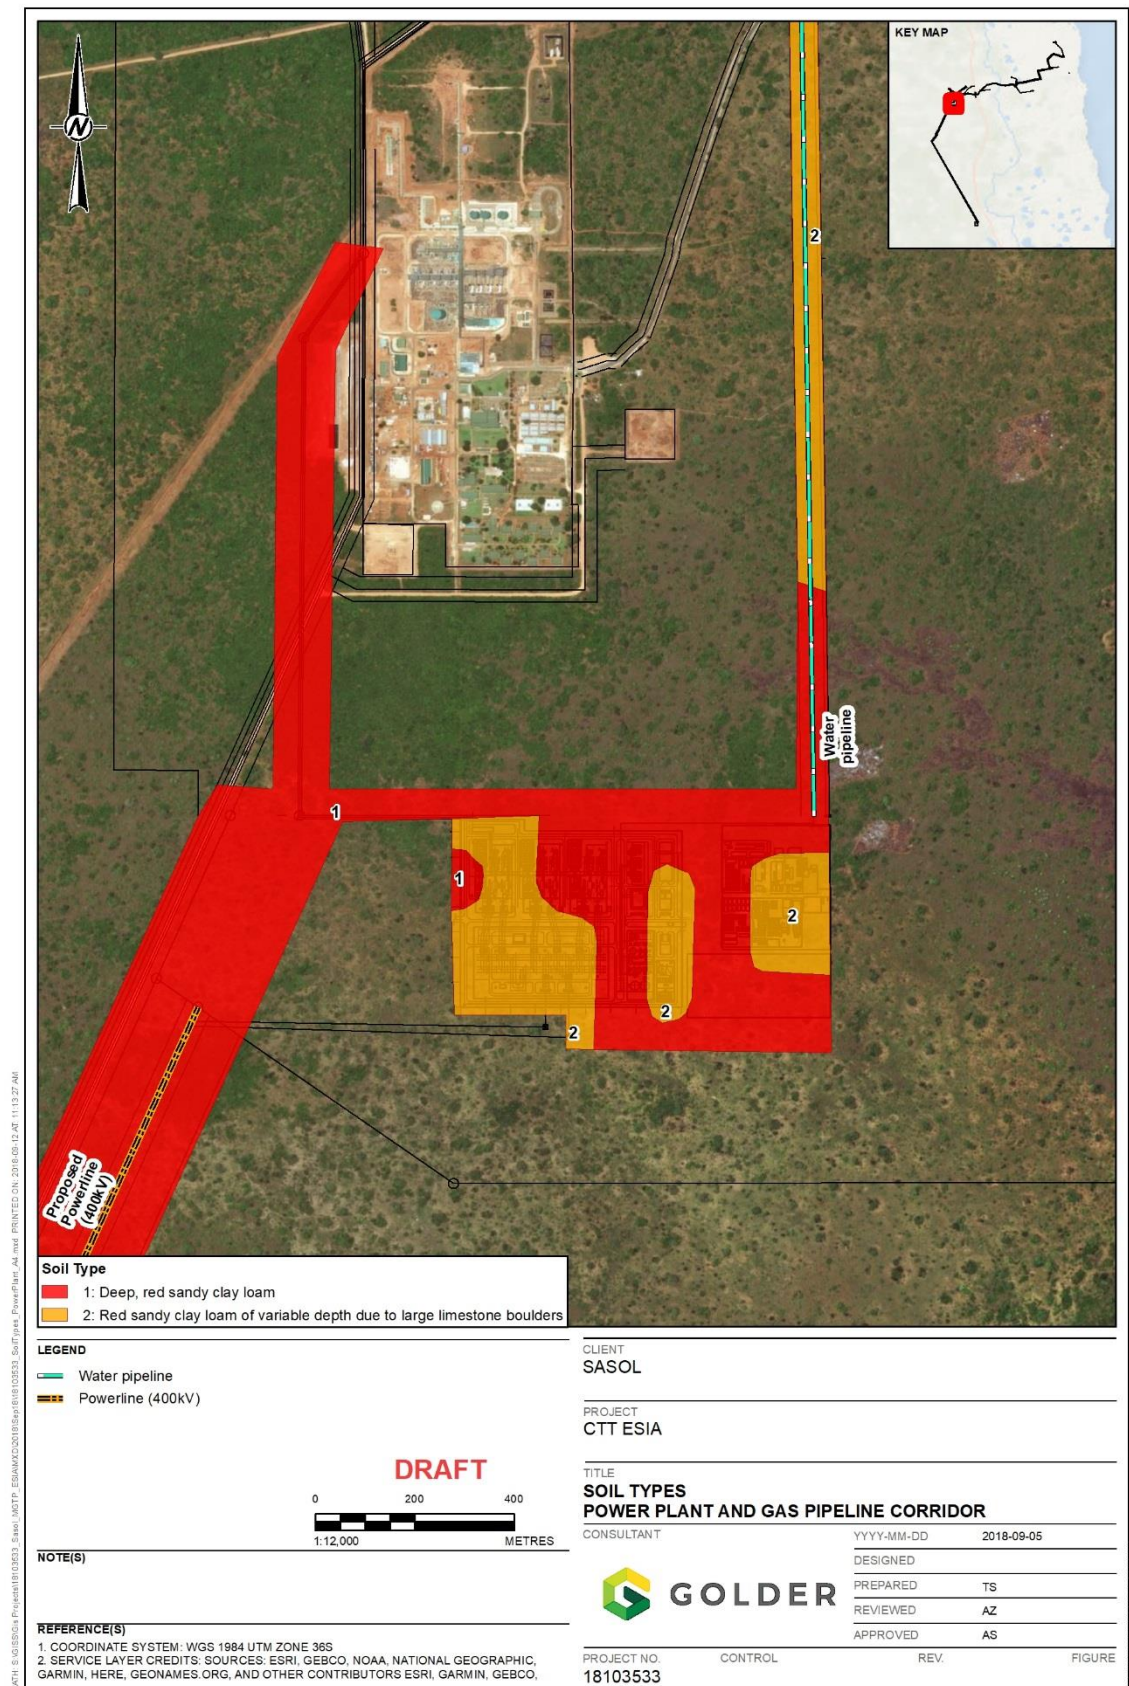 KEY MAP
N
2
Water
pipeline
1
1
2
2
2
Proposed
Powerline
(400kV)
Soil Type
1: Deep, red sandy clay loam
2: Red sandy clay loam of variable depth due to large limestone boulders
LEGEND
Water pipeline
Powerline (400kV)
DRAFT
0 200 400
1:12,000 METRES
NOTE(S)
REFERENCE(S)
1. COORDINATE SYSTEM: WGS 1984 UTM ZONE 36S
2. SERVICE LAYER CREDITS: SOURCES: ESRI, GEBCO, NOAA, NATIONAL GEOGRAPHIC,
GARMIN, HERE, GEONAMES.ORG, AND OTHER CONTRIBUTORS ESRI, GARMIN, GEBCO,
CLIENT
SASOL
PROJECT
CTT ESIA
TITLE
SOIL TYPES
POWER PLANT AND GAS PIPELINE CORRIDOR
CONSULTANT
GOLDER
YYYY-MM-DD 2018-09-05
DESIGNED
PREPARED TS
REVIEWED AZ
APPROVED AS
PROJECT NO. CONTROL REV. FIGURE
18103533